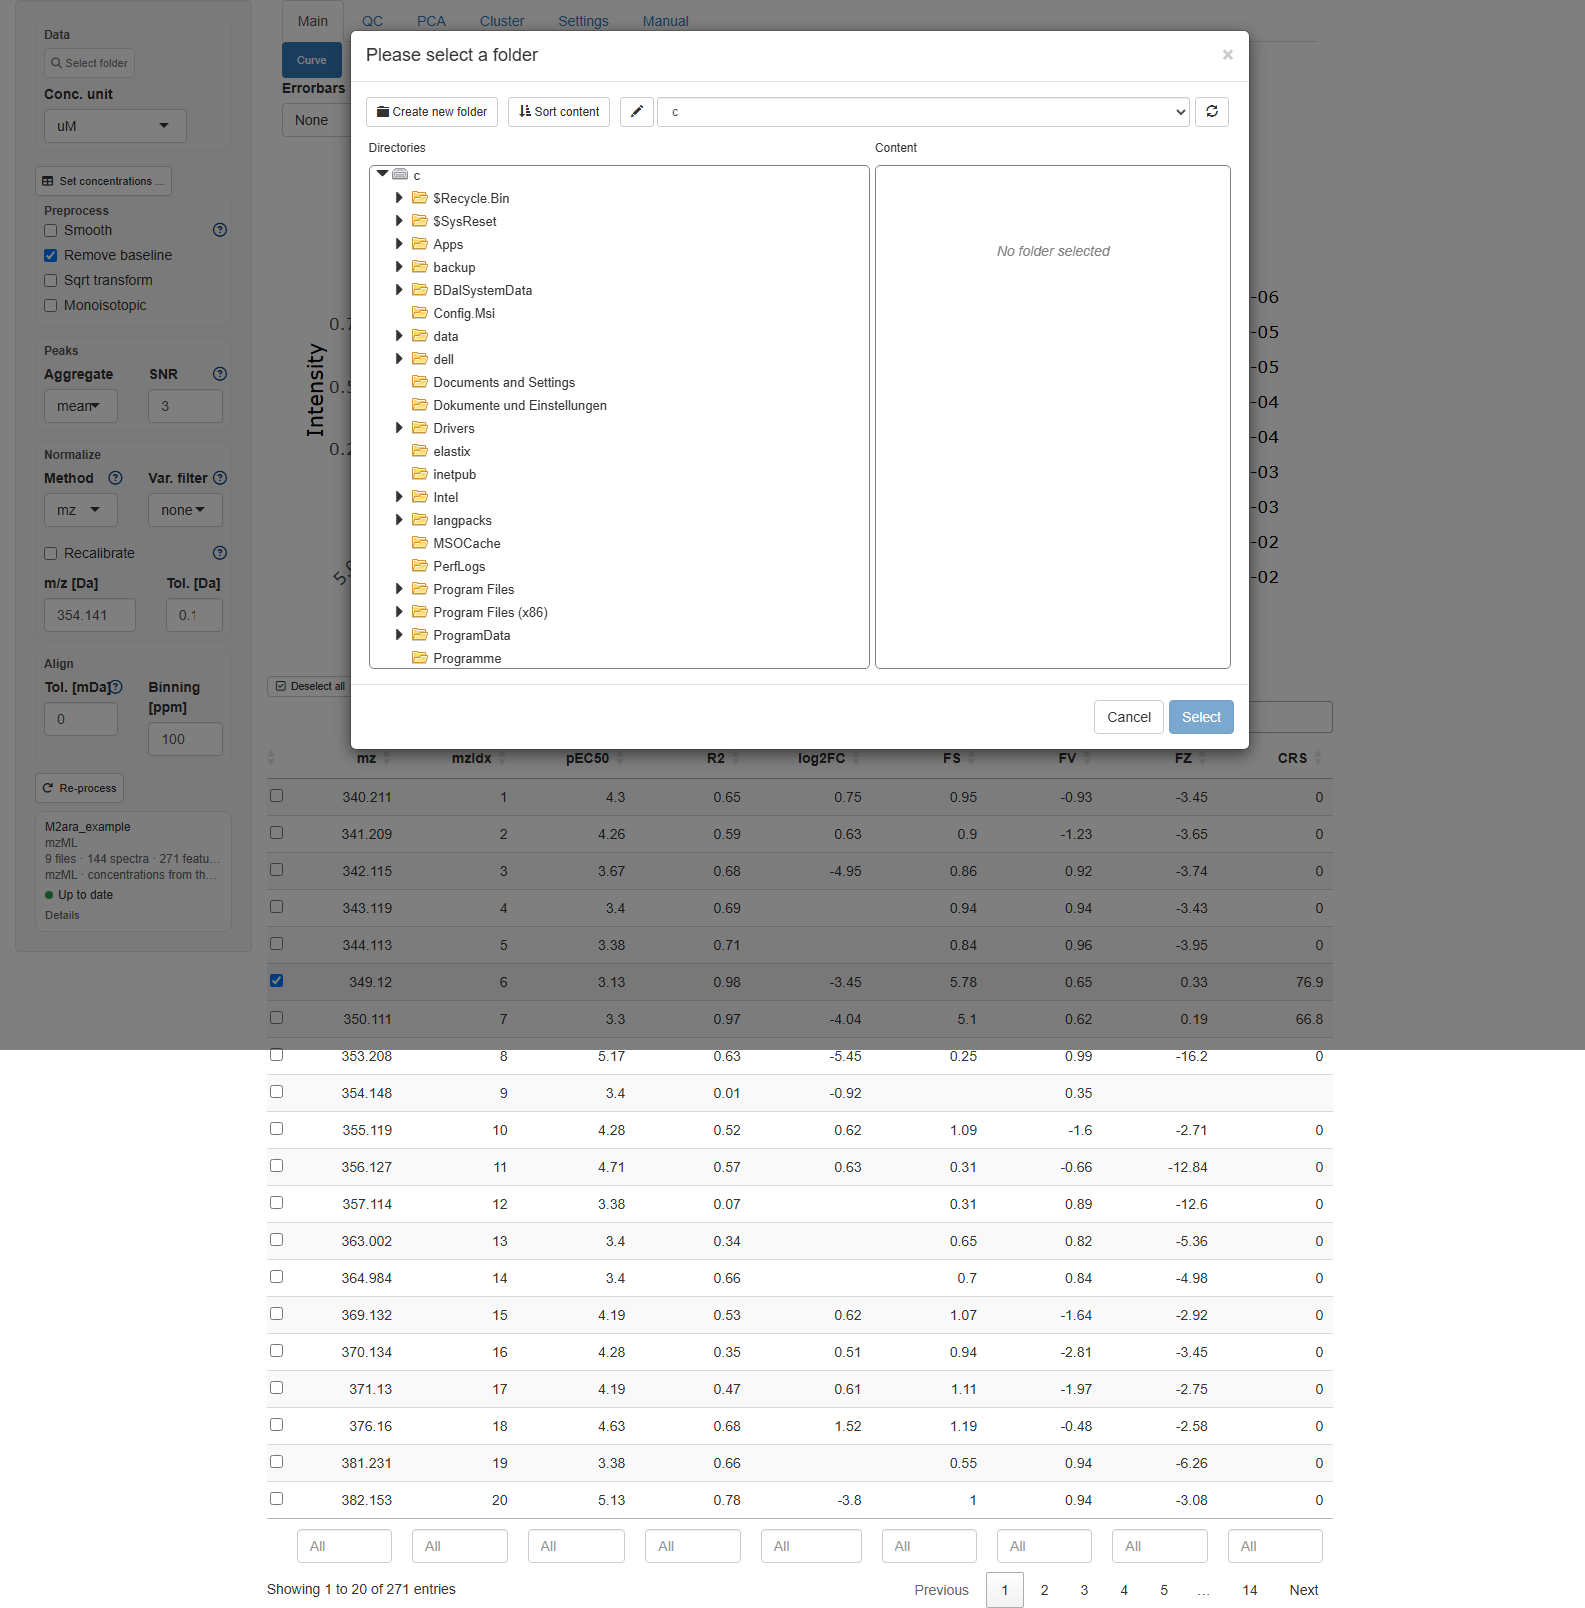 Data
Select folder
Conc. unit
uM
Set concentrations ...
Preprocess
Smooth
Remove baseline
Sqrt transform
Monoisotopic
Peaks
Aggregate SNR
mean 3
Normalize
Method Var. filter
mz none
Recalibrate
m/z [Da] Tol. [Da]
354.141 0.1
Align
Tol. [mDa] Binning [ppm]
0 100
Re-process
M2ara_example
mzML
9 files · 144 spectra · 271 featu...
mzML · concentrations from th...
Up to date
Details
Main QC PCA Cluster Settings Manual
Curve
Errorbars
None
Intensity
Please select a folder
×
Create new folder Sort content c
Directories Content
c
$Recycle.Bin
$SysReset
Apps
backup
BDalSystemData
Config.Msi
data
dell
Documents and Settings
Dokumente und Einstellungen
Drivers
elastix
inetpub
Intel
langpacks
MSOCache
PerfLogs
Program Files
Program Files (x86)
ProgramData
Programme
No folder selected
Cancel Select
-06
-05
-05
-04
-04
-03
-03
-02
-02
Deselect all
mz mzIdx pEC50 R2 log2FC FS FV FZ CRS
340.211 1 4.3 0.65 0.75 0.95 -0.93 -3.45 0
341.209 2 4.26 0.59 0.63 0.9 -1.23 -3.65 0
342.115 3 3.67 0.68 -4.95 0.86 0.92 -3.74 0
343.119 4 3.4 0.69 0.94 0.94 -3.43 0
344.113 5 3.38 0.71 0.84 0.96 -3.95 0
349.12 6 3.13 0.98 -3.45 5.78 0.65 0.33 76.9
350.111 7 3.3 0.97 -4.04 5.1 0.62 0.19 66.8
353.208 8 5.17 0.63 -5.45 0.25 0.99 -16.2 0
354.148 9 3.4 0.01 -0.92 0.35
355.119 10 4.28 0.52 0.62 1.09 -1.6 -2.71 0
356.127 11 4.71 0.57 0.63 0.31 -0.66 -12.84 0
357.114 12 3.38 0.07 0.31 0.89 -12.6 0
363.002 13 3.4 0.34 0.65 0.82 -5.36 0
364.984 14 3.4 0.66 0.7 0.84 -4.98 0
369.132 15 4.19 0.53 0.62 1.07 -1.64 -2.92 0
370.134 16 4.28 0.35 0.51 0.94 -2.81 -3.45 0
371.13 17 4.19 0.47 0.61 1.11 -1.97 -2.75 0
376.16 18 4.63 0.68 1.52 1.19 -0.48 -2.58 0
381.231 19 3.38 0.66 0.55 0.94 -6.26 0
382.153 20 5.13 0.78 -3.8 1 0.94 -3.08 0
All All All All All All All All All
Showing 1 to 20 of 271 entries
Previous 1 2 3 4 5 … 14 Next